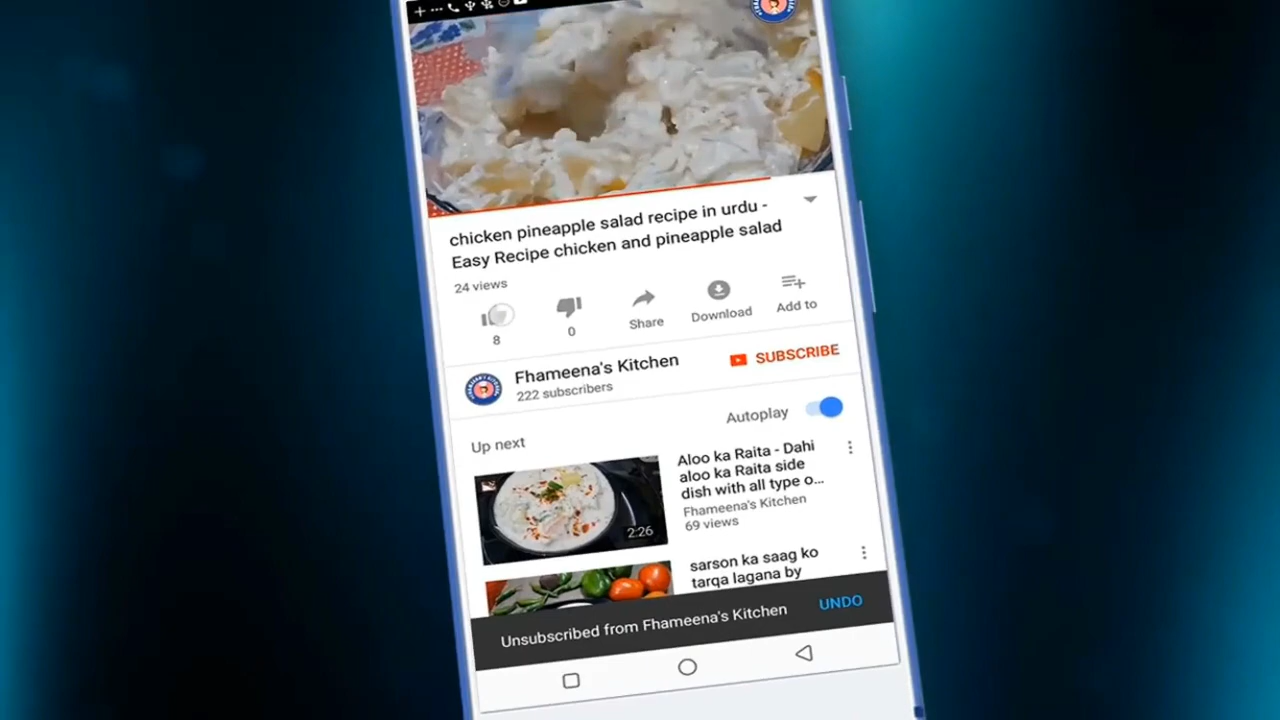 chicken pineapple salad recipe in urdu -
Easy Recipe chicken and pineapple salad
24 views
8
0
Share
Download
Add to
Fhameena's Kitchen
SUBSCRIBE
222 subscribers
Autoplay
Up next
Aloo ka Raita - Dahi
aloo ka Raita side
dish with all type o...
Fhameena's Kitchen
69 views
2:26
sarson ka saag ko
tarqa lagana by
Unsubscribed from Fhameena's Kitchen
UNDO